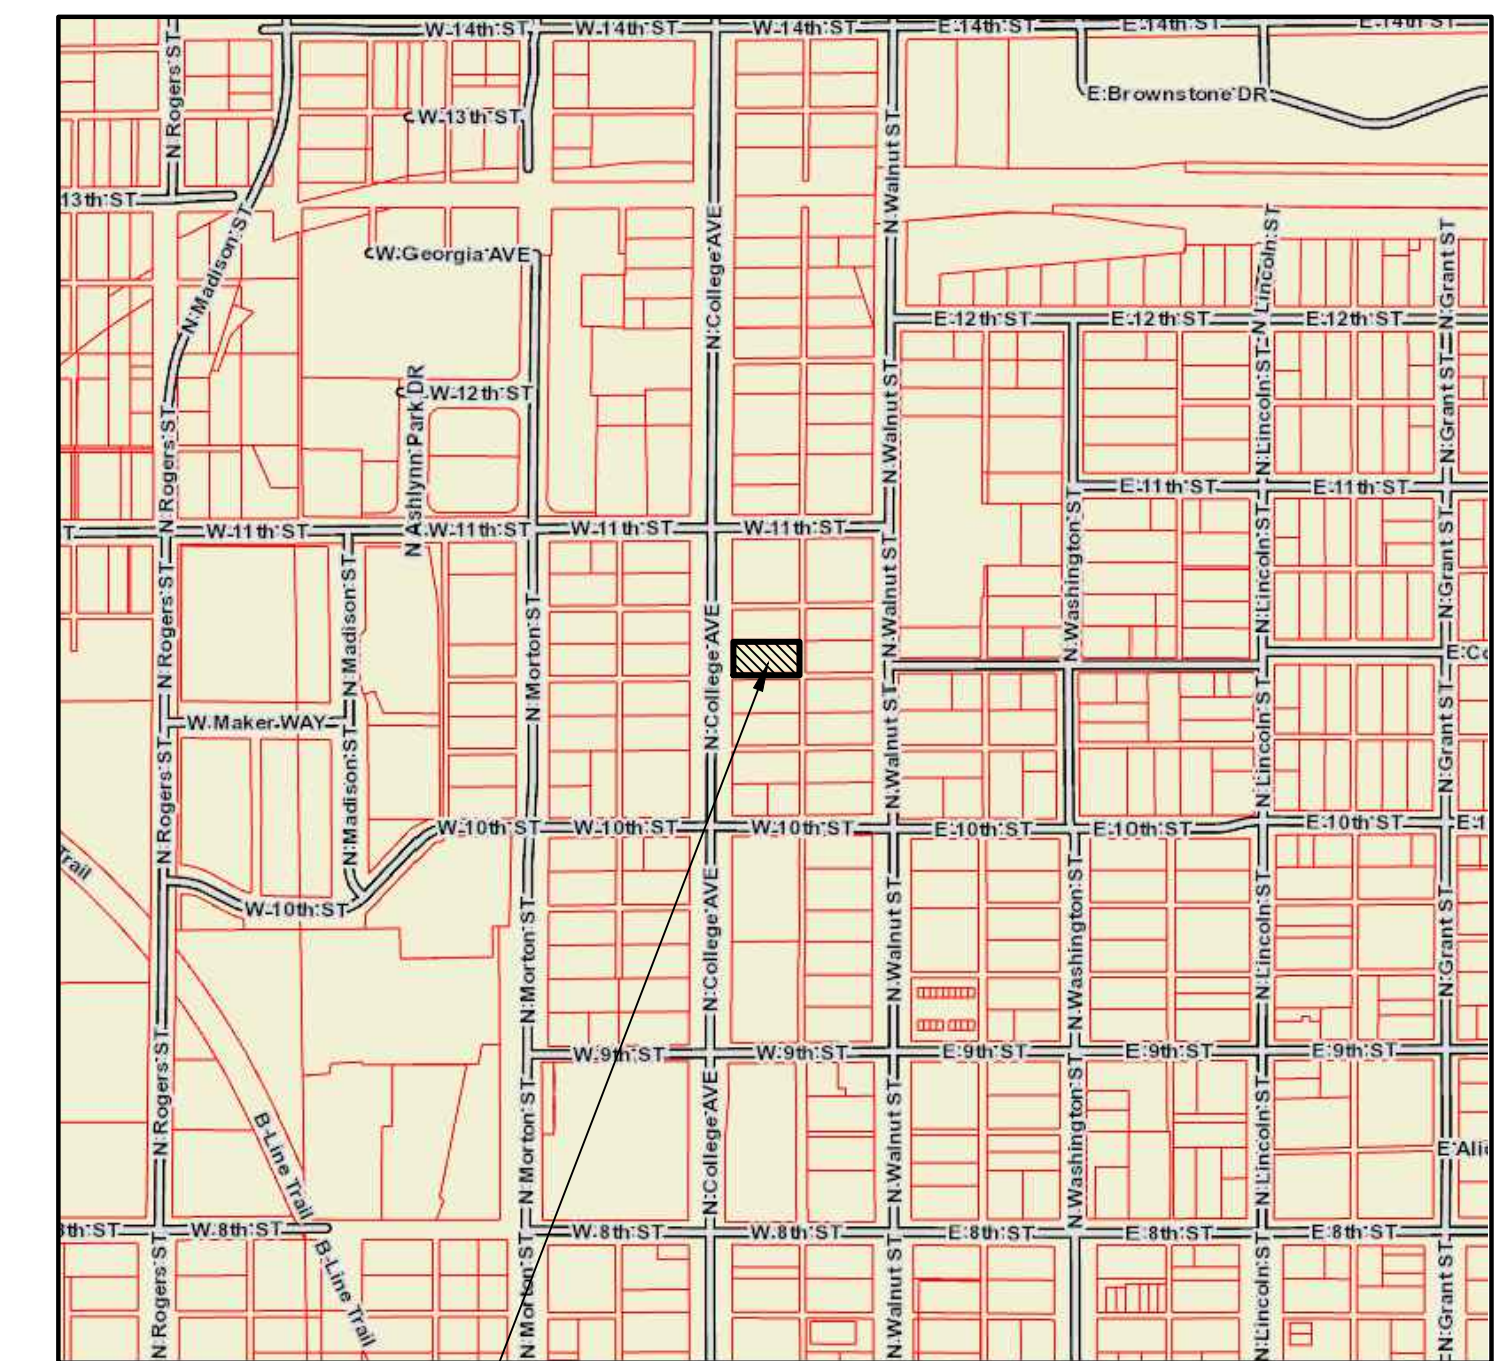 W 14th ST
W 14th ST
W 14th ST
E 14th ST
E 14th ST
E 14th ST
N Rogers ST
E Brownstone DR
W 13th ST
N Walnut ST
13th ST
N Madison ST
W Georgia AVE
N College AVE
N Lincoln ST
N Grant ST
E 12th ST
E 12th ST
E 12th ST
W 12th ST
N Ashlynn Park DR
N Rogers ST
N Walnut ST
N Lincoln ST
N Grant ST
E 11th ST
E 11th ST
T
W 11th ST
W 11th ST
W 11th ST
W 11th ST
N Rogers ST
N Madison ST
N Morton ST
N College AVE
N Walnut ST
N Washington ST
N Lincoln ST
N Grant ST
E Co
W Maker WAY
N Rogers ST
N Madison ST
N Walnut ST
N Lincoln ST
N Grant ST
W 10th ST
W 10th ST
W 10th ST
E 10th ST
E 10th ST
E 10th ST
E 1
Trail
W 10th ST
N Morton ST
N College AVE
N Walnut ST
N Washington ST
N Lincoln ST
N Grant ST
W 9th ST
W 9th ST
E 9th ST
E 9th ST
E 9th ST
N Rogers ST
B-Line Trail
N Morton ST
N College AVE
N Walnut ST
N Washington ST
N Lincoln ST
E Ali
8th ST
W 8th ST
W 8th ST
W 8th ST
E 8th ST
E 8th ST
E 8th ST
N Rogers ST
B-Line Trail
N Morton ST
N Walnut ST
N Lincoln ST
N Grant ST